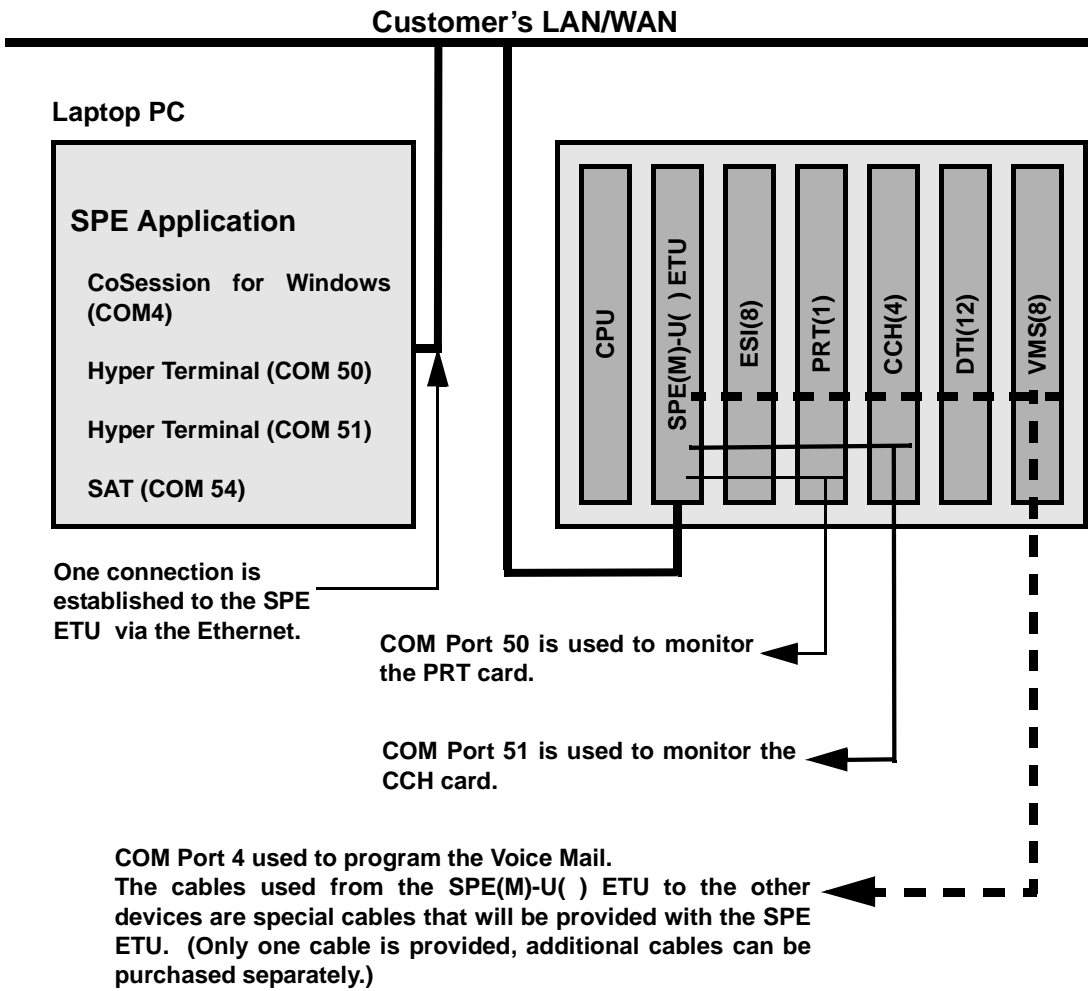 Customer's LAN/WAN
Laptop PC
SPE Application
CoSession for Windows
(COM4)
Hyper Terminal (COM 50)
Hyper Terminal (COM 51)
SAT (COM 54)
CPU
SPE(M)-U( ) ETU
ESI(8)
PRT(1)
CCH(4)
DTI(12)
VMS(8)
One connection is
established to the SPE
ETU via the Ethernet.
COM Port 50 is used to monitor
the PRT card.
COM Port 51 is used to monitor the
CCH card.
COM Port 4 used to program the Voice Mail.
The cables used from the SPE(M)-U( ) ETU to the other
devices are special cables that will be provided with the SPE
ETU. (Only one cable is provided, additional cables can be
purchased separately.)